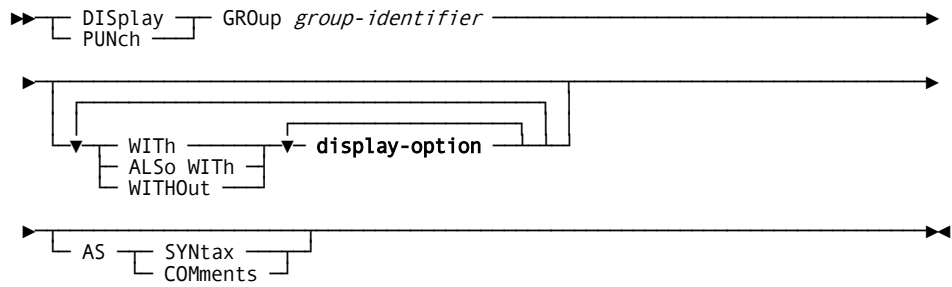 DISplay GROup group-identifier
PUNch
WITh display-option
ALSo WITh
WITHOut
AS SYNtax
COMments